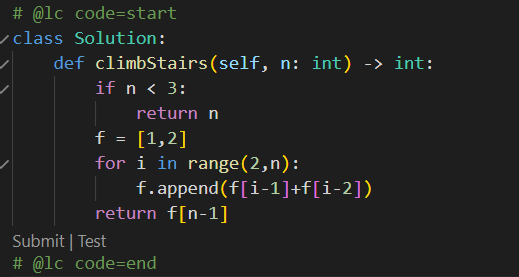 # @lc code=start
class Solution:
    def climbStairs(self, n: int) -> int:
        if n < 3:
            return n
        f = [1,2]
        for i in range(2,n):
            f.append(f[i-1]+f[i-2])
        return f[n-1]
Submit | Test
# @lc code=end